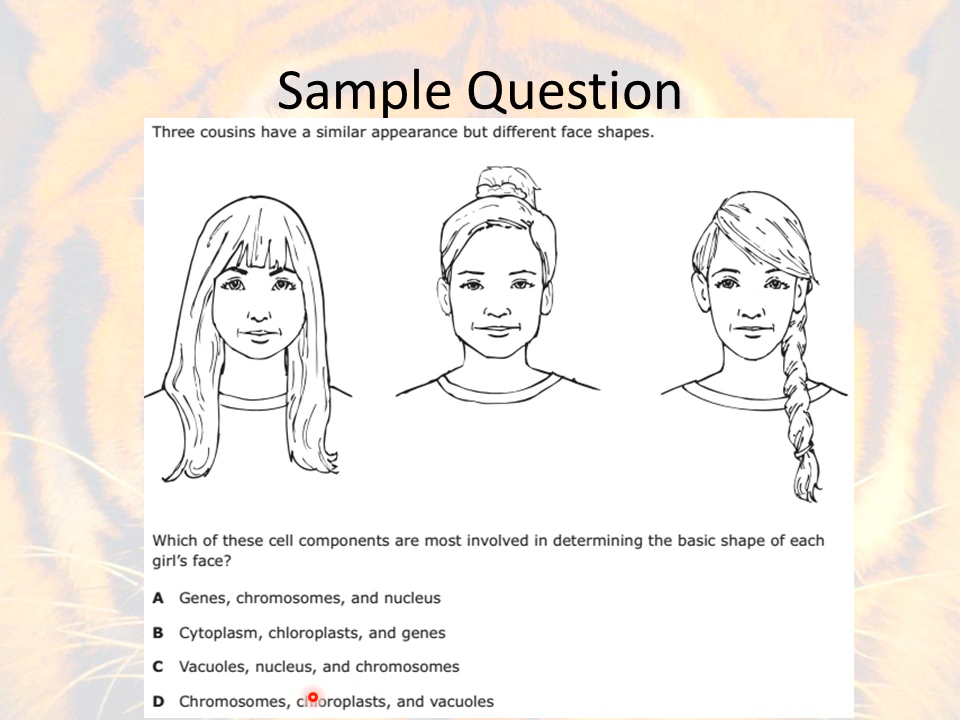 Sample Question
Three cousins have a similar appearance but different face shapes.
Which of these cell components are most involved in determining the basic shape of each
girl's face?
A Genes, chromosomes, and nucleus
B Cytoplasm, chloroplasts, and genes
C Vacuoles, nucleus, and chromosomes
D Chromosomes, chloroplasts, and vacuoles